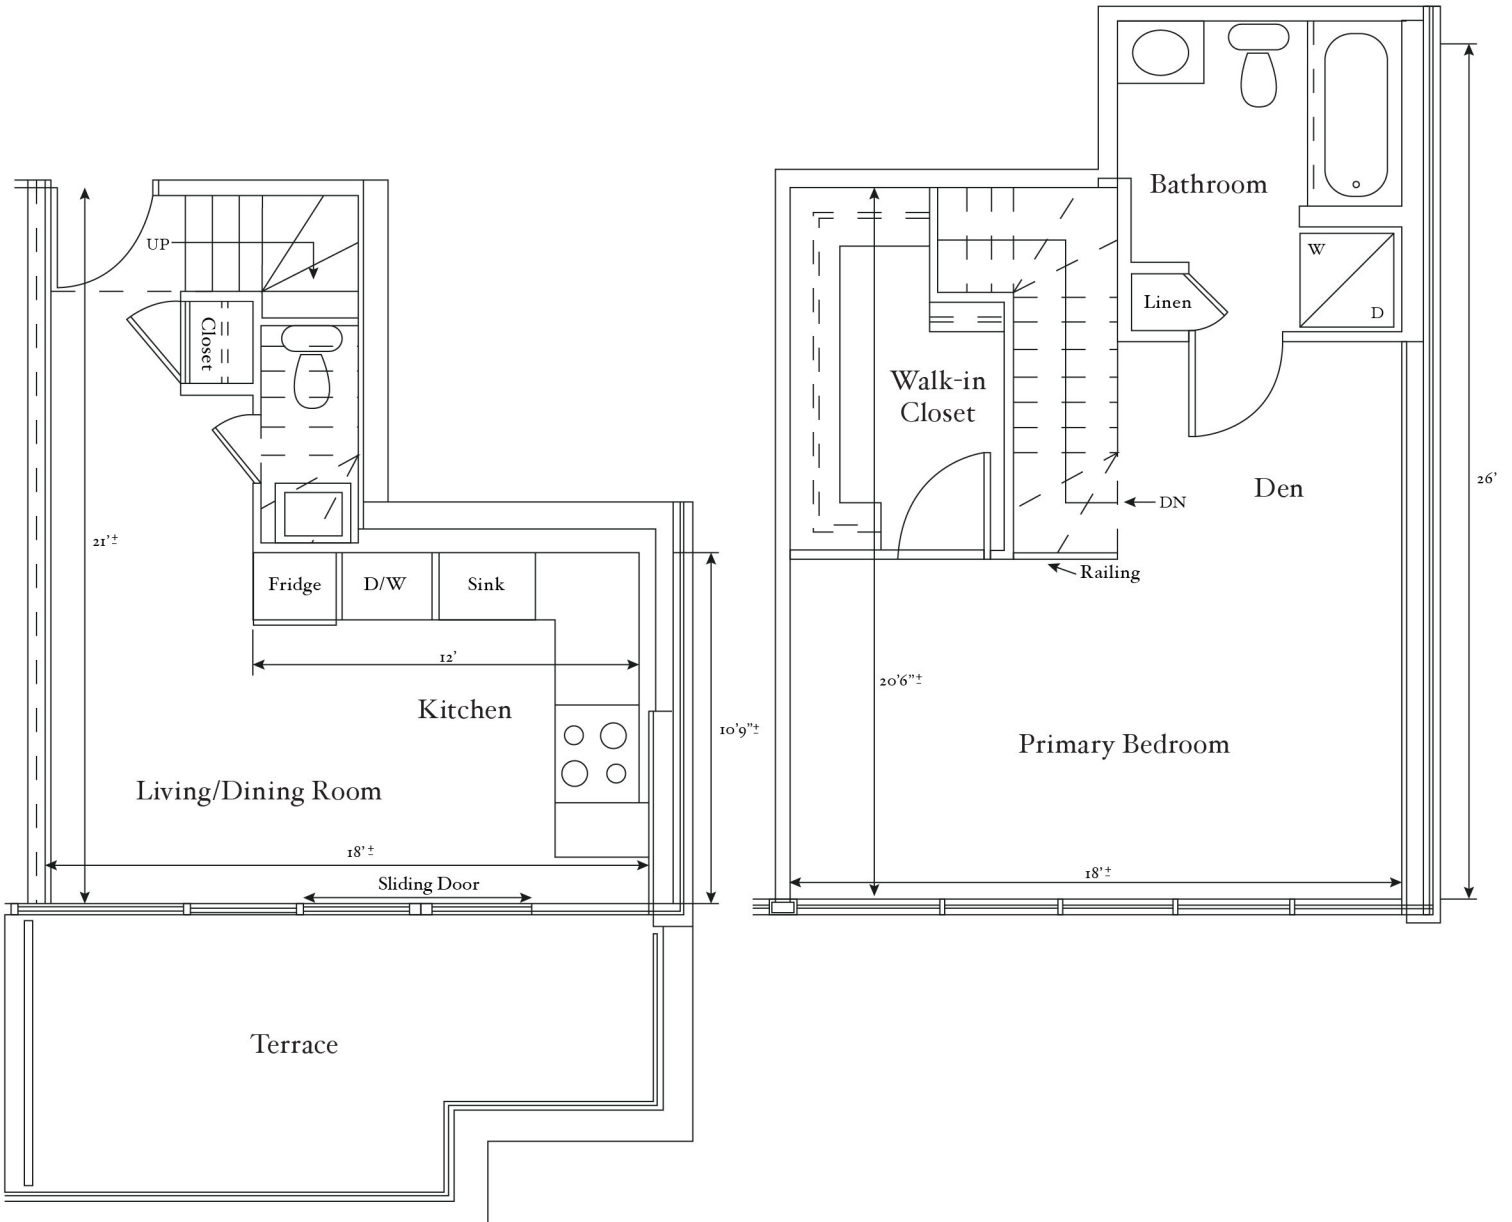 UP
Closet
21'±
Fridge
D/W
Sink
12'
Kitchen
10'9"±
Living/Dining Room
18'±
Sliding Door
Terrace
Bathroom
W
D
Linen
Walk-in
Closet
Den
26'
DN
Railing
20'6"±
Primary Bedroom
18'±